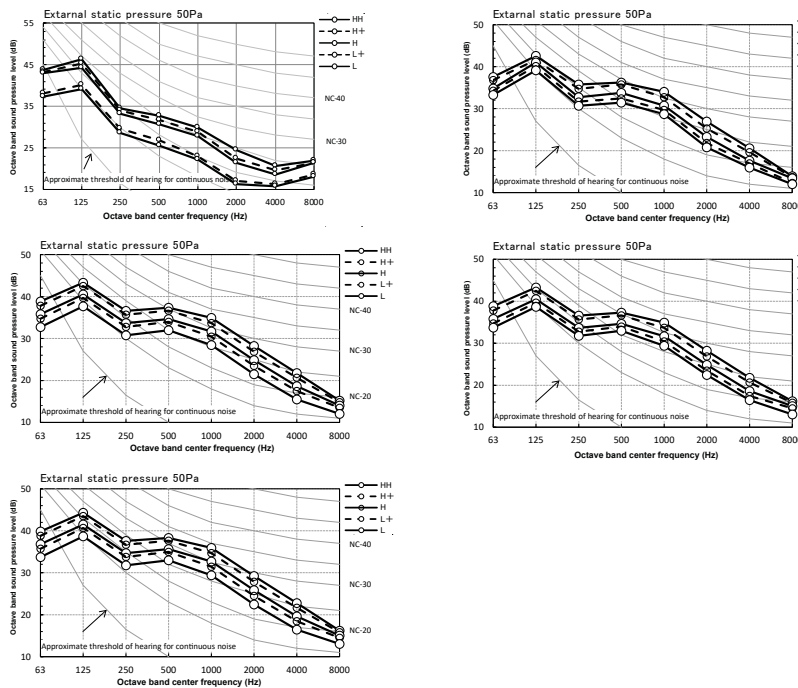 Extarnal static pressure 50Pa
Octave band sound pressure level (dB)
55
45
35
25
15
HH
H+
H
L+
L
NC-40
NC-30
Approximate threshold of hearing for continuous noise
63 125 250 500 1000 2000 4000 8000
Octave band center frequency (Hz)
Extarnal static pressure 50Pa
Octave band sound pressure level (dB)
50
40
30
20
10
Approximate threshold of hearing for continuous noise
63 125 250 500 1000 2000 4000 800
Octave band center frequency (Hz)
Extarnal static pressure 50Pa
Octave band sound pressure level (dB)
50
40
30
20
10
HH
H+
H
L+
L
NC-40
NC-30
NC-20
Approximate threshold of hearing for continuous noise
63 125 250 500 1000 2000 4000 8000
Octave band center frequency (Hz)
Extarnal static pressure 50Pa
Octave band sound pressure level (dB)
50
40
30
20
10
Approximate threshold of hearing for continuous noise
63 125 250 500 1000 2000 4000 8000
Octave band center frequency (Hz)
Extarnal static pressure 50Pa
Octave band sound pressure level (dB)
50
40
30
20
10
HH
H+
H
L+
L
NC-40
NC-30
NC-20
Approximate threshold of hearing for continuous noise
63 125 250 500 1000 2000 4000 8000
Octave band center frequency (Hz)